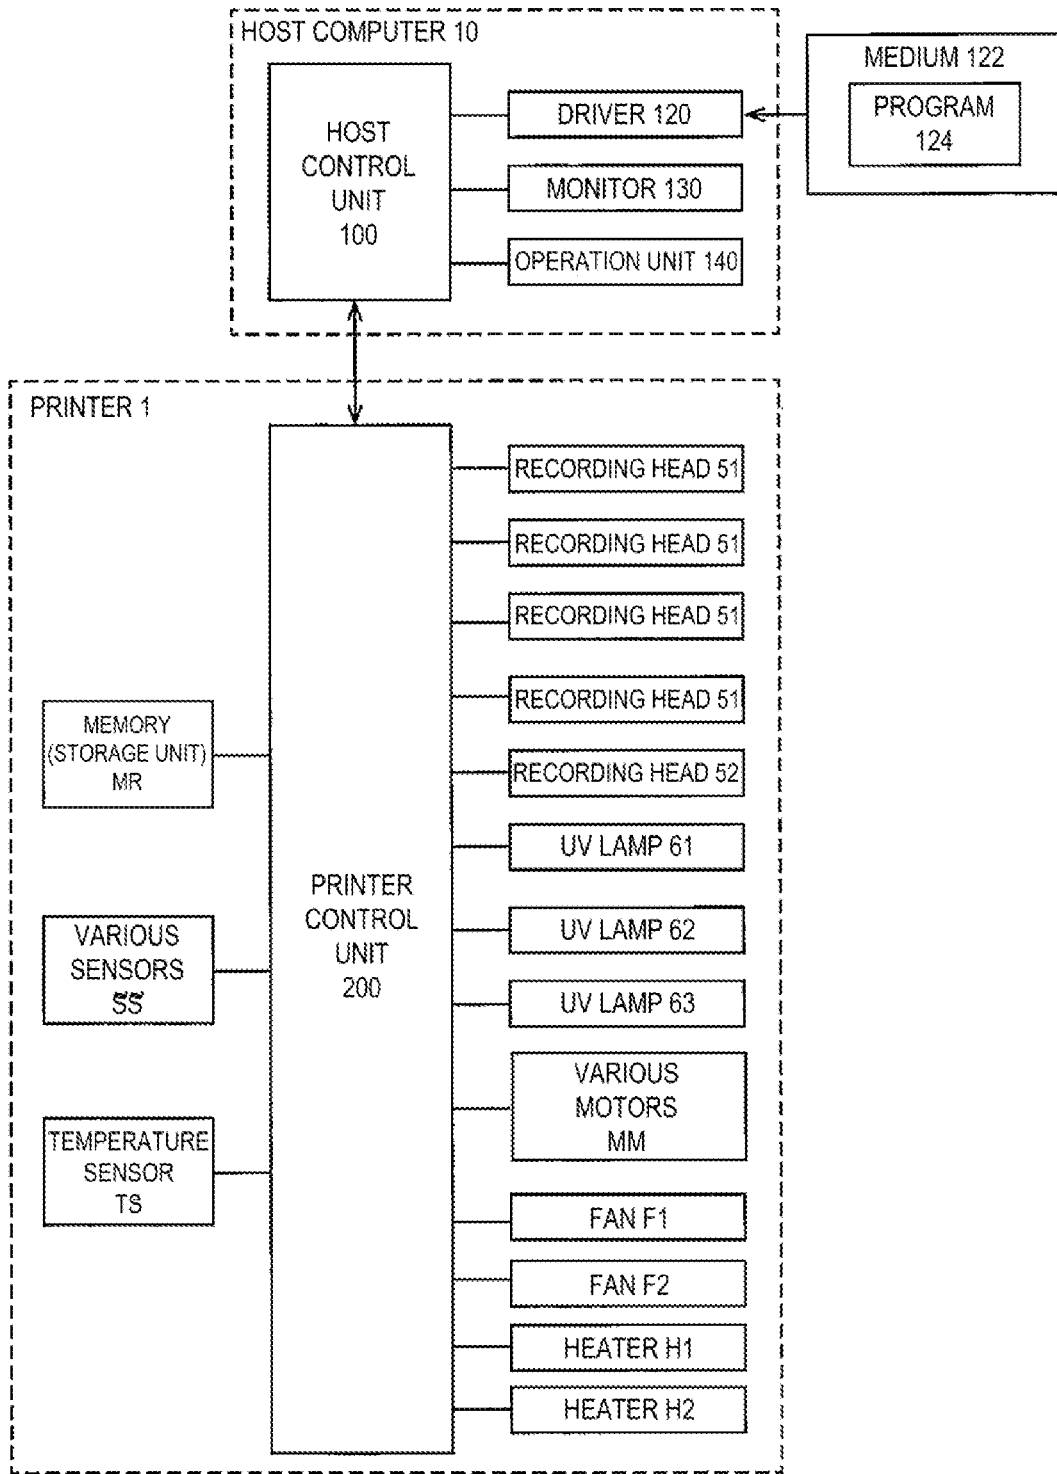 HOST COMPUTER 10
HOST
CONTROL
UNIT
100
DRIVER 120
MONITOR 130
OPERATION UNIT 140
MEDIUM 122
PROGRAM
124
PRINTER 1
MEMORY
(STORAGE UNIT)
MR
VARIOUS
SENSORS
SS
TEMPERATURE
SENSOR
TS
PRINTER
CONTROL
UNIT
200
RECORDING HEAD 51
RECORDING HEAD 51
RECORDING HEAD 51
RECORDING HEAD 51
RECORDING HEAD 52
UV LAMP 61
UV LAMP 62
UV LAMP 63
VARIOUS
MOTORS
MM
FAN F1
FAN F2
HEATER H1
HEATER H2